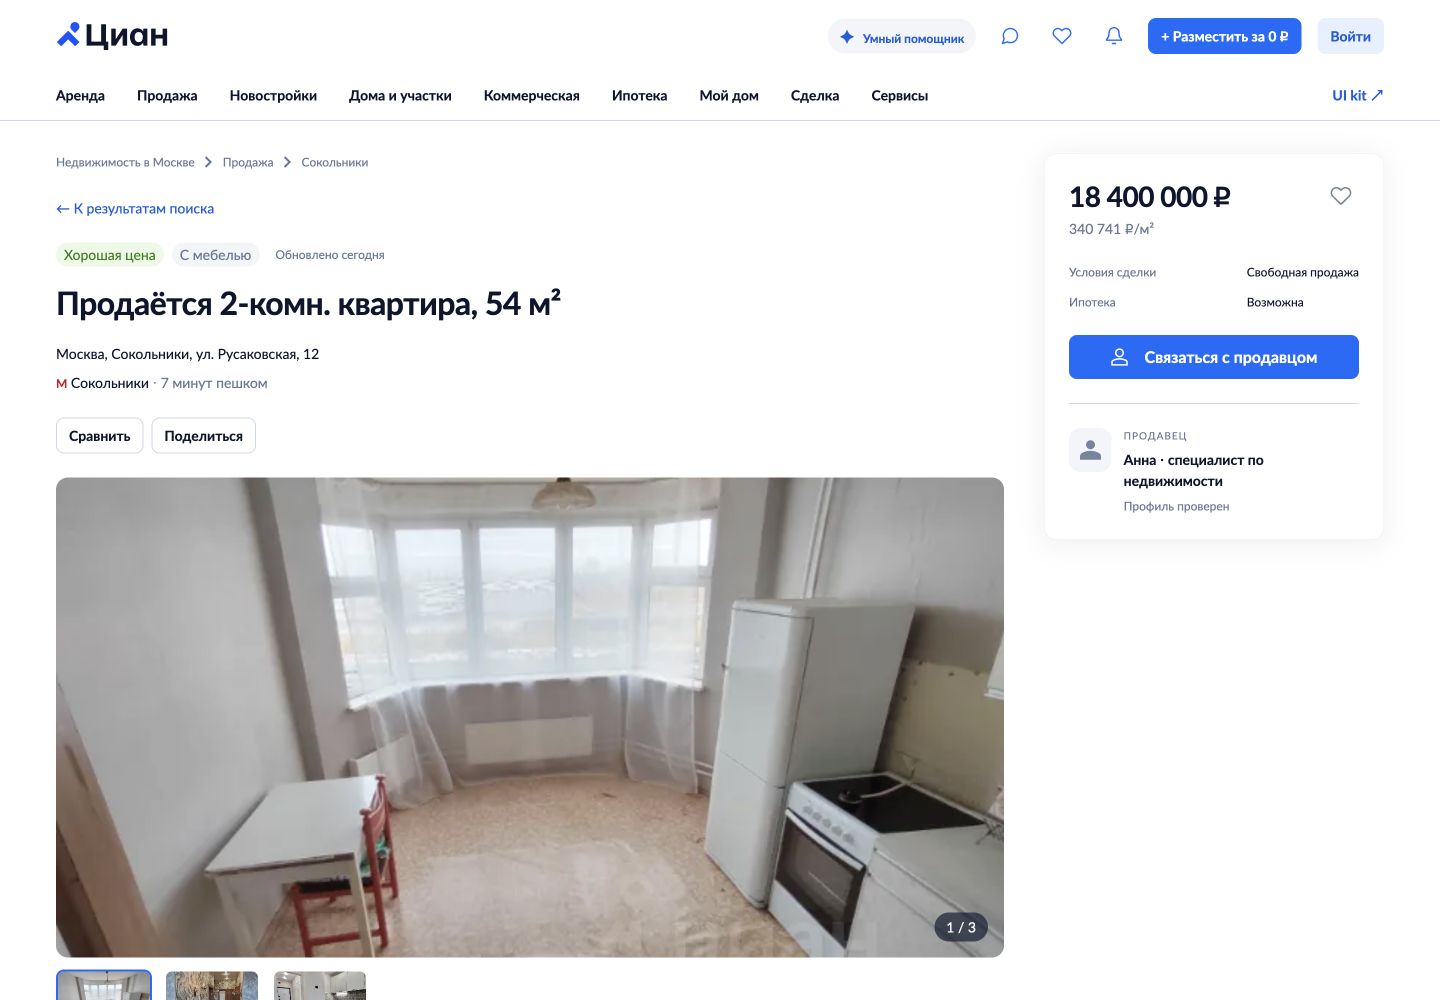 Циан
Умный помощник
+ Разместить за 0 ₽
Войти
Аренда
Продажа
Новостройки
Дома и участки
Коммерческая
Ипотека
Мой дом
Сделка
Сервисы
UI kit ↗
Недвижимость в Москве > Продажа > Сокольники
← К результатам поиска
Хорошая цена
С мебелью
Обновлено сегодня
Продаётся 2-комн. квартира, 54 м²
Москва, Сокольники, ул. Русаковская, 12
М Сокольники · 7 минут пешком
Сравнить
Поделиться
1 / 3
18 400 000 ₽
340 741 ₽/м²
Условия сделки
Свободная продажа
Ипотека
Возможна
Связаться с продавцом
ПРОДАВЕЦ
Анна · специалист по
недвижимости
Профиль проверен